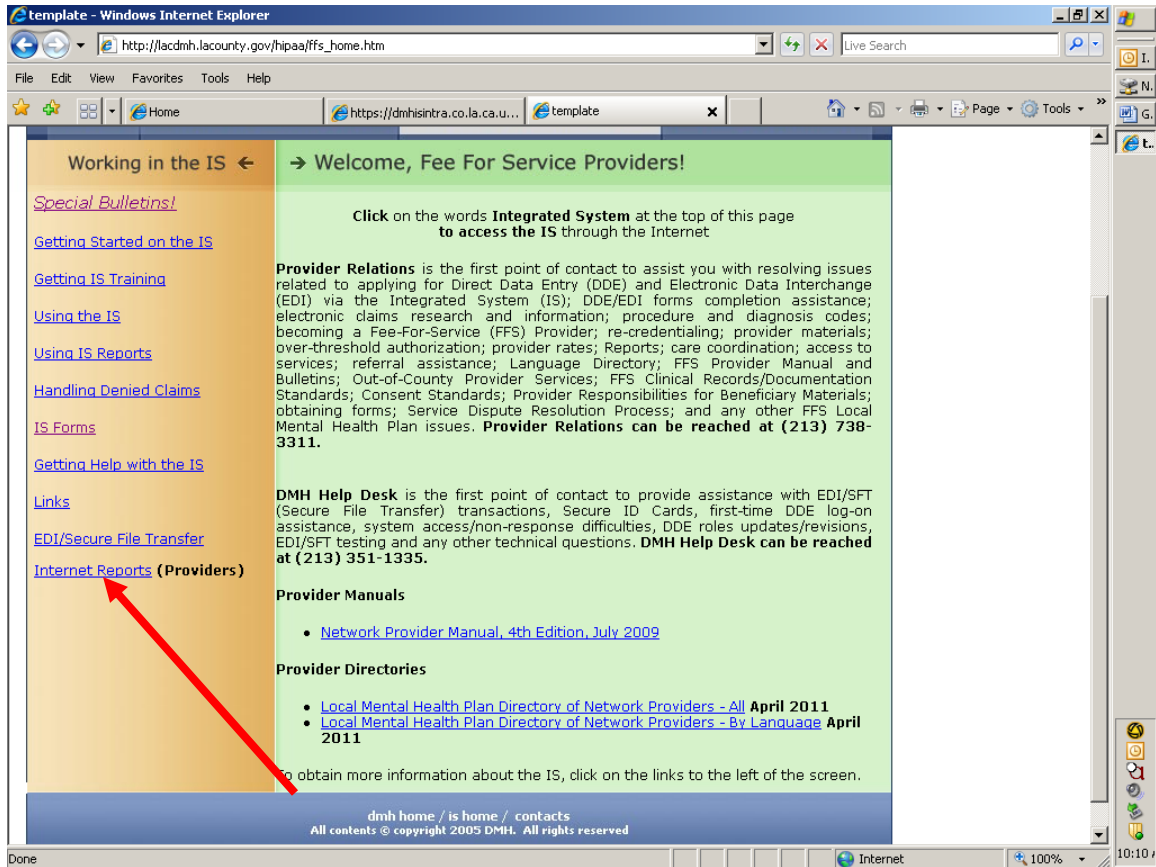 template - Windows Internet Explorer
http://lacdmh.lacounty.gov/hipaa/ffs_home.htm
Live Search
File Edit View Favorites Tools Help
Home
https://dmhisintra.co.la.ca.u...
template
Page
Tools
Working in the IS ←
→ Welcome, Fee For Service Providers!
Special Bulletins!
Getting Started on the IS
Getting IS Training
Using the IS
Using IS Reports
Handling Denied Claims
IS Forms
Getting Help with the IS
Links
EDI/Secure File Transfer
Internet Reports (Providers)
Click on the words Integrated System at the top of this page
to access the IS through the Internet
Provider Relations is the first point of contact to assist you with resolving issues
related to applying for Direct Data Entry (DDE) and Electronic Data Interchange
(EDI) via the Integrated System (IS); DDE/EDI forms completion assistance;
electronic claims research and information; procedure and diagnosis codes;
becoming a Fee-For-Service (FFS) Provider; re-credentialing; provider materials;
over-threshold authorization; provider rates; Reports; care coordination; access to
services; referral assistance; Language Directory; FFS Provider Manual and
Bulletins; Out-of-County Provider Services; FFS Clinical Records/Documentation
Standards; Consent Standards; Provider Responsibilities for Beneficiary Materials;
obtaining forms; Service Dispute Resolution Process; and any other FFS Local
Mental Health Plan issues. Provider Relations can be reached at (213) 738-
3311.
DMH Help Desk is the first point of contact to provide assistance with EDI/SFT
(Secure File Transfer) transactions, Secure ID Cards, first-time DDE log-on
assistance, system access/non-response difficulties, DDE roles updates/revisions,
EDI/SFT testing and any other technical questions. DMH Help Desk can be reached
at (213) 351-1335.
Provider Manuals
• Network Provider Manual, 4th Edition, July 2009
Provider Directories
• Local Mental Health Plan Directory of Network Providers - All April 2011
• Local Mental Health Plan Directory of Network Providers - By Language April
2011
To obtain more information about the IS, click on the links to the left of the screen.
dmh home / is home / contacts
All contents © copyright 2005 DMH. All rights reserved
Done
Internet
100%
I.
N.
G.
t..
10:10